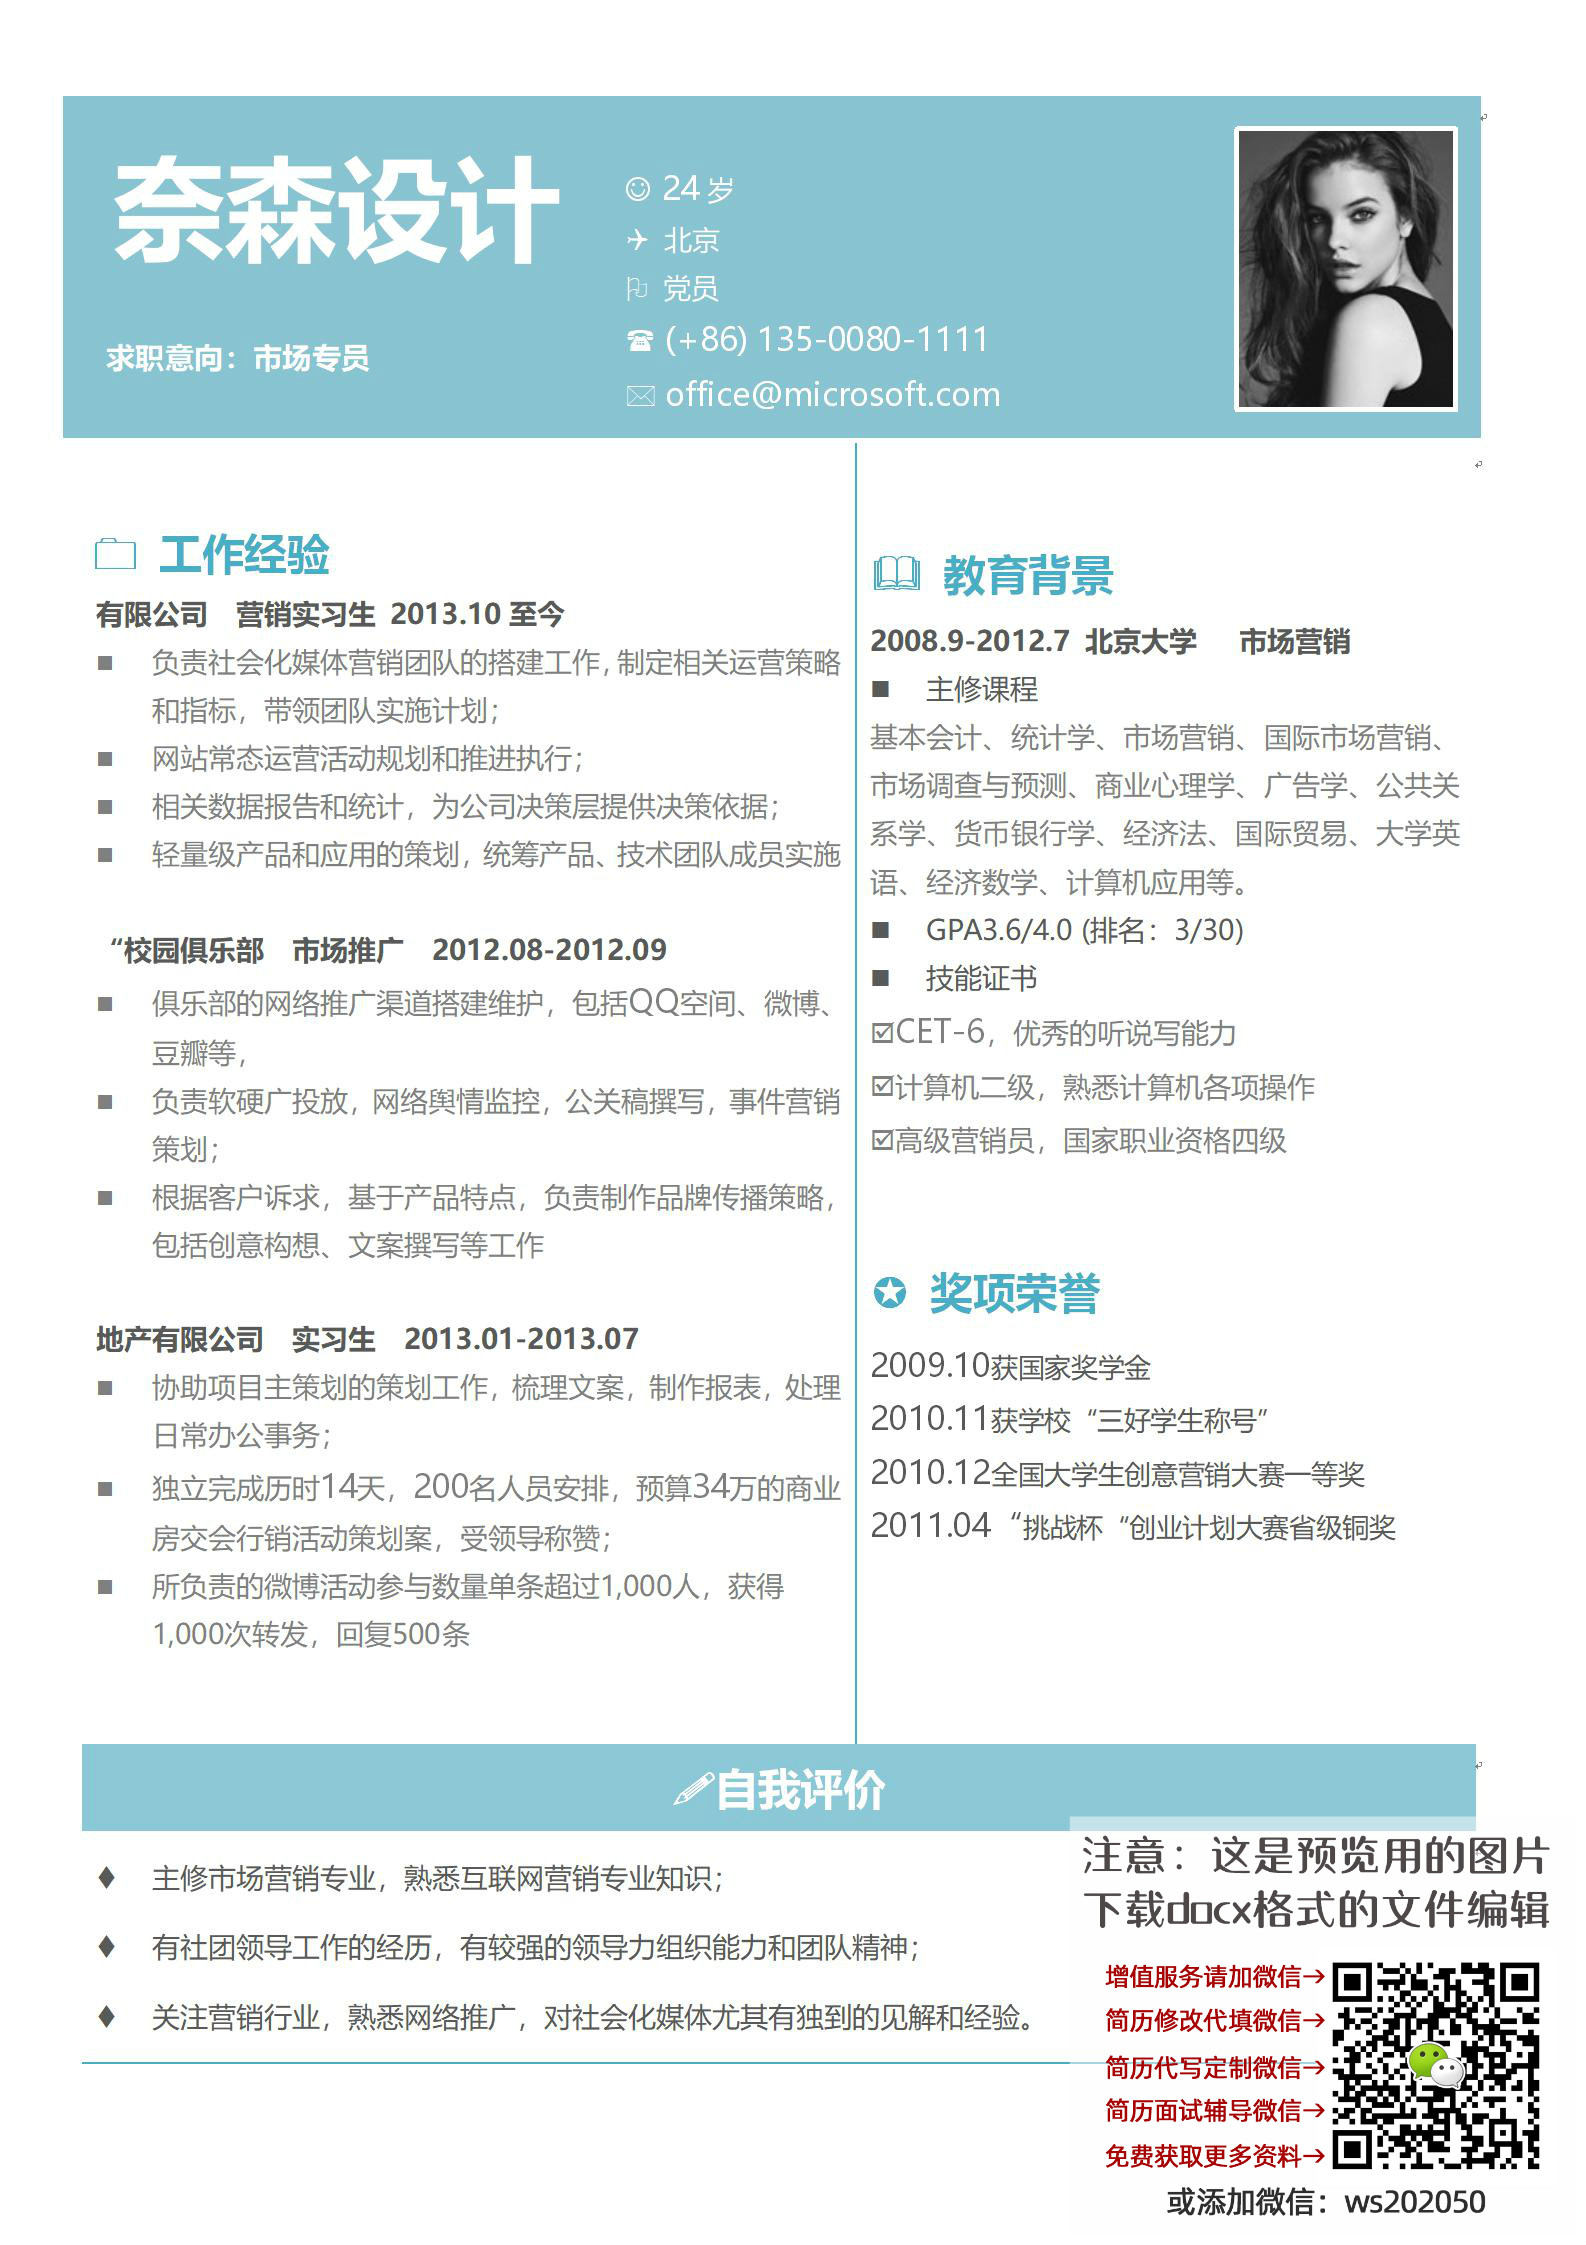 奈森设计
求职意向：市场专员
24岁
北京
党员
(+86) 135-0080-1111
office@microsoft.com
工作经验
有限公司 营销实习生 2013.10 至今
■ 负责社会化媒体营销团队的搭建工作，制定相关运营策略
和指标，带领团队实施计划；
■ 网站常态运营活动规划和推进执行；
■ 相关数据报告和统计，为公司决策层提供决策依据；
■ 轻量级产品和应用的策划，统筹产品、技术团队成员实施
“校园俱乐部 市场推广 2012.08-2012.09
■ 俱乐部的网络推广渠道搭建维护，包括QQ空间、微博、
豆瓣等，
■ 负责软硬广投放，网络舆情监控，公关稿撰写，事件营销
策划；
■ 根据客户诉求，基于产品特点，负责制作品牌传播策略，
包括创意构想、文案撰写等工作
地产有限公司 实习生 2013.01-2013.07
■ 协助项目主策划的策划工作，梳理文案，制作报表，处理
日常办公事务；
■ 独立完成历时14天，200名人员安排，预算34万的商业
房交会行销活动策划案，受领导称赞；
■ 所负责的微博活动参与数量单条超过1,000人，获得
1,000次转发，回复500条
教育背景
2008.9-2012.7 北京大学 市场营销
■ 主修课程
基本会计、统计学、市场营销、国际市场营销、
市场调查与预测、商业心理学、广告学、公共关
系学、货币银行学、经济法、国际贸易、大学英
语、经济数学、计算机应用等。
■ GPA3.6/4.0 (排名：3/30)
■ 技能证书
☑CET-6，优秀的听说写能力
☑计算机二级，熟悉计算机各项操作
☑高级营销员，国家职业资格四级
奖项荣誉
2009.10获国家奖学金
2010.11获学校“三好学生称号”
2010.12全国大学生创意营销大赛一等奖
2011.04“挑战杯“创业计划大赛省级铜奖
自我评价
♦ 主修市场营销专业，熟悉互联网营销专业知识；
♦ 有社团领导工作的经历，有较强的领导力组织能力和团队精神；
♦ 关注营销行业，熟悉网络推广，对社会化媒体尤其有独到的见解和经验。
注意：这是预览用的图片
下载docx格式的文件编辑
增值服务请加微信→
简历修改代填微信→
简历代写定制微信→
简历面试辅导微信→
免费获取更多资料→
或添加微信：ws202050